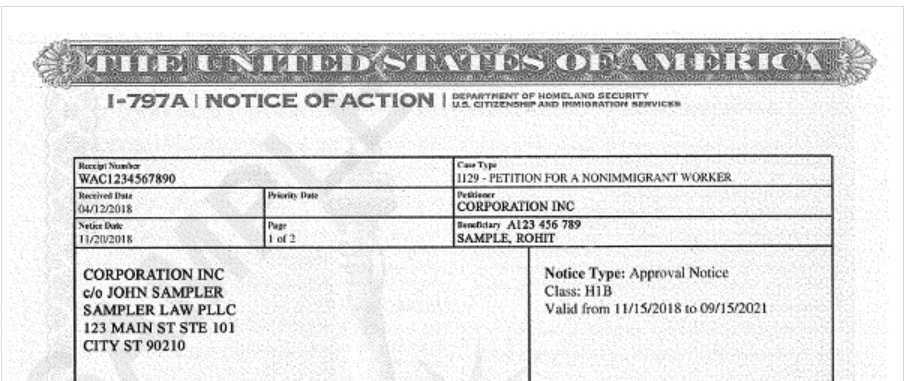 THE UNITED STATES OF AMERICA
I-797A | NOTICE OF ACTION | DEPARTMENT OF HOMELAND SECURITY
U.S. CITIZENSHIP AND IMMIGRATION SERVICES
Receipt Number
WAC1234567890
Case Type
I129 - PETITION FOR A NONIMMIGRANT WORKER
Received Date
04/12/2018
Priority Date
Petitioner
CORPORATION INC
Notice Date
11/20/2018
Page
1 of 2
Beneficiary A123 456 789
SAMPLE, ROHIT
CORPORATION INC
c/o JOHN SAMPLER
SAMPLER LAW PLLC
123 MAIN ST STE 101
CITY ST 90210
Notice Type: Approval Notice
Class: H1B
Valid from 11/15/2018 to 09/15/2021
SAMPLE